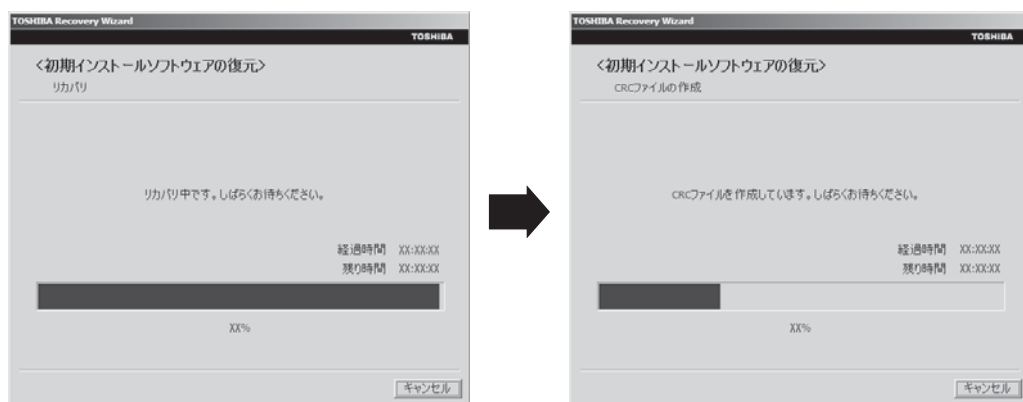 TOSHIBA Recovery Wizard
TOSHIBA
<初期インストールソフトウェアの復元>
リカバリ
リカバリ中です。しばらくお待ちください。
経過時間 XX:XX:XX
残り時間 XX:XX:XX
XX%
キャンセル
TOSHIBA Recovery Wizard
TOSHIBA
<初期インストールソフトウェアの復元>
CRCファイルの作成
CRCファイルを作成しています。しばらくお待ちください。
経過時間 XX:XX:XX
残り時間 XX:XX:XX
XX%
キャンセル